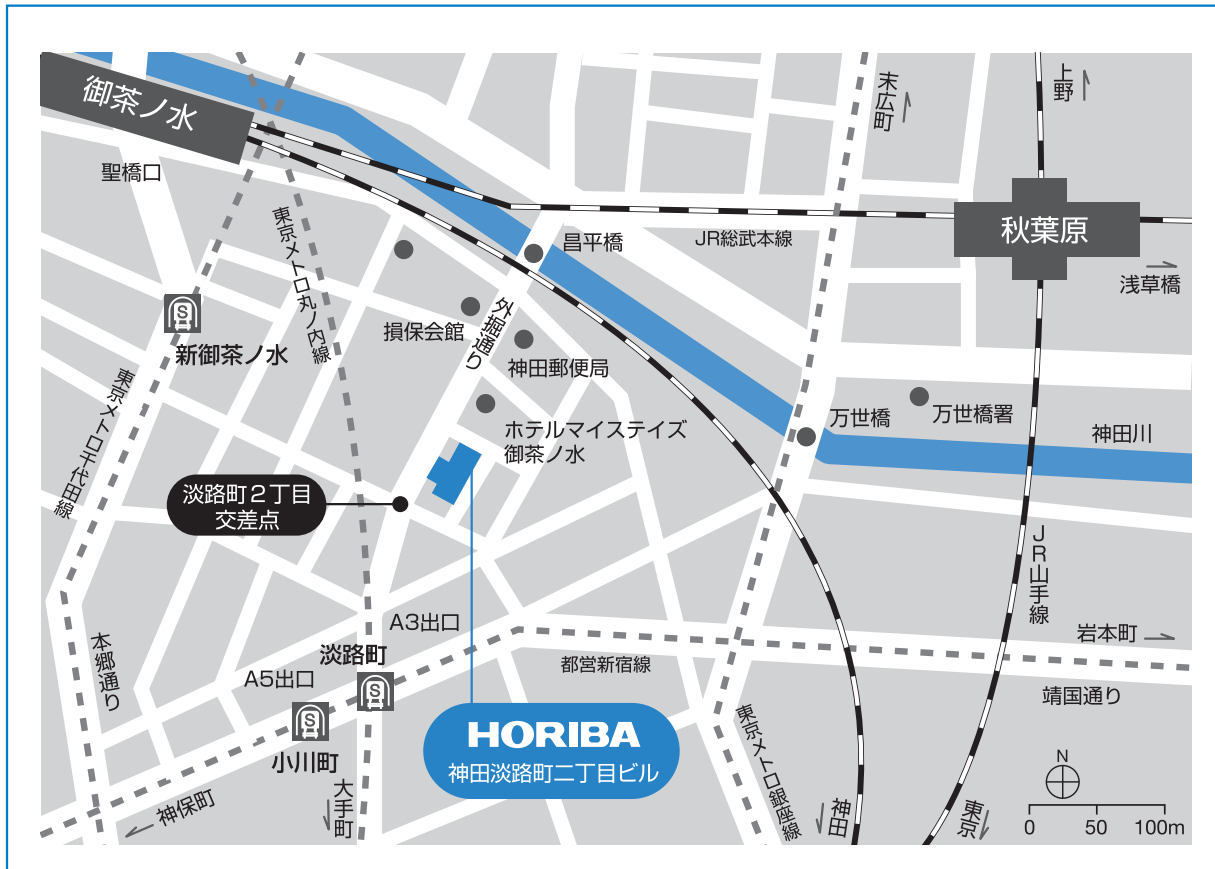 御茶ノ水
聖橋口
東京メトロ丸ノ内線
末広町
上野
秋葉原
JR総武本線
浅草橋
昌平橋
外堀通り
損保会館
神田郵便局
S
新御茶ノ水
東京メトロ千代田線
ホテルマイステイズ
御茶ノ水
万世橋
万世橋署
神田川
淡路町2丁目
交差点
JR山手線
A3出口
岩本町
淡路町
S
都営新宿線
本郷通り
A5出口
S
小川町
靖国通り
HORIBA
神田淡路町二丁目ビル
東京メトロ銀座線
神保町
大手町
神田
東京
N
0 50 100m